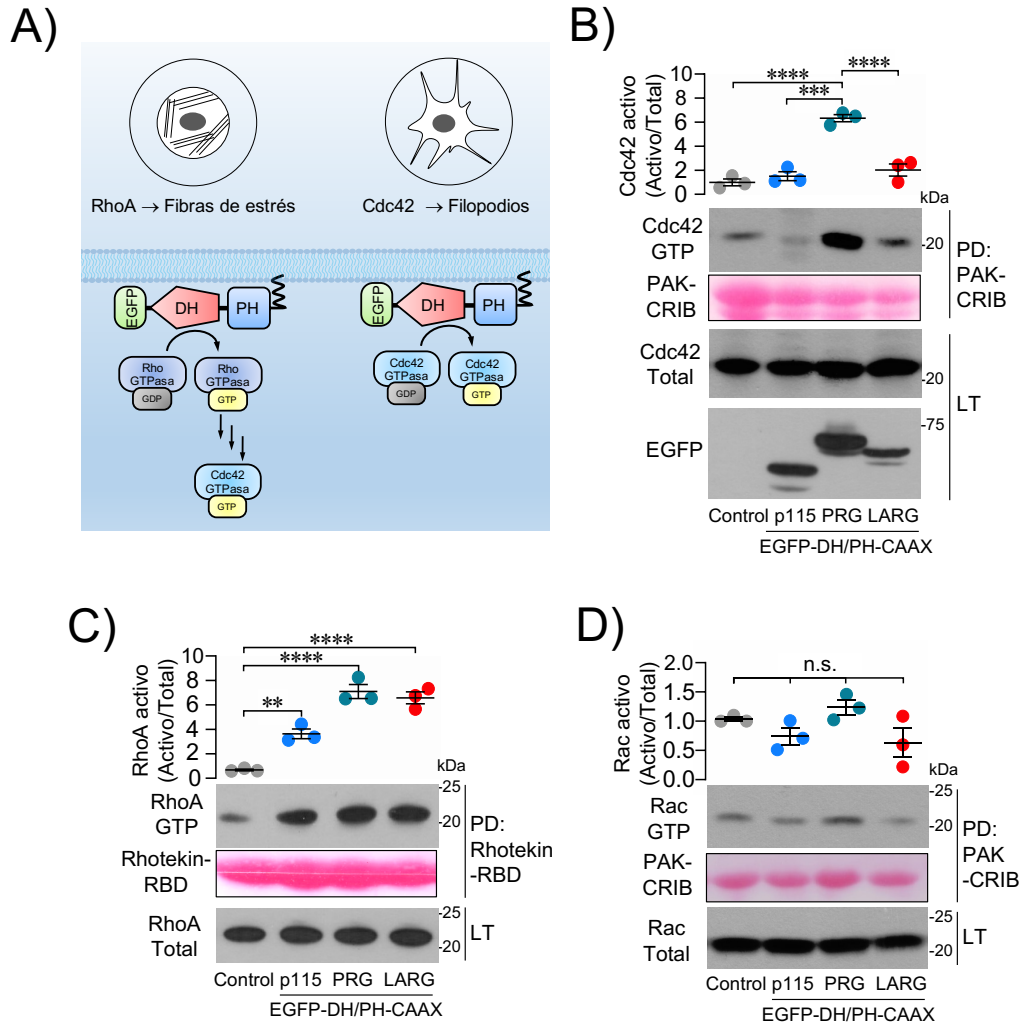 A)
RhoA → Fibras de estrés
Cdc42 → Filopodios
EGFP
DH
PH
EGFP
DH
PH
Rho
GTPasa
GDP
Rho
GTPasa
GTP
Cdc42
GTPasa
GDP
Cdc42
GTPasa
GTP
Cdc42
GTPasa
GTP
B)
Cdc42 activo
(Activo/Total)
10
8
6
4
2
0
****
****
***
kDa
Cdc42
GTP
-20
PAK-
CRIB
PD:
PAK-
CRIB
Cdc42
Total
-20
-75
EGFP
LT
Control p115 PRG LARG
EGFP-DH/PH-CAAX
C)
RhoA activo
(Activo/Total)
10
8
6
4
2
0
****
****
**
kDa
-25
RhoA
GTP
-20
Rhotekin-
RBD
PD:
Rhotekin
-RBD
-25
RhoA
Total
-20
LT
Control p115 PRG LARG
EGFP-DH/PH-CAAX
D)
Rac activo
(Activo/Total)
2.0
1.5
1.0
0.5
0.0
n.s.
kDa
-25
Rac
GTP
-20
PAK-
CRIB
PD:
PAK
-CRIB
-25
Rac
Total
-20
LT
Control p115 PRG LARG
EGFP-DH/PH-CAAX